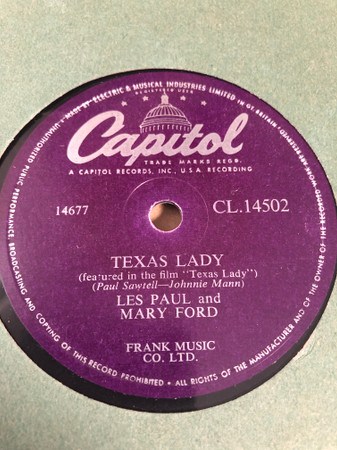 MADE BY ELECTRIC & MUSICAL INDUSTRIES LIMITED IN GT. BRITAIN
REGISTERED USER
Capitol
TRADE MARKS REGD.
A CAPITOL RECORDS, INC., U.S.A. RECORDING
14677
CL.14502
TEXAS LADY
(featured in the film "Texas Lady")
(Paul Sawtell—Johnnie Mann)
LES PAUL and
MARY FORD
FRANK MUSIC
CO. LTD.
ALL RIGHTS OF THE MANUFACTURER AND OF THE OWNER OF THE RECORDED
UNAUTHORISED PUBLIC PERFORMANCE, BROADCASTING AND COPYING OF THIS RECORD PROHIBITED